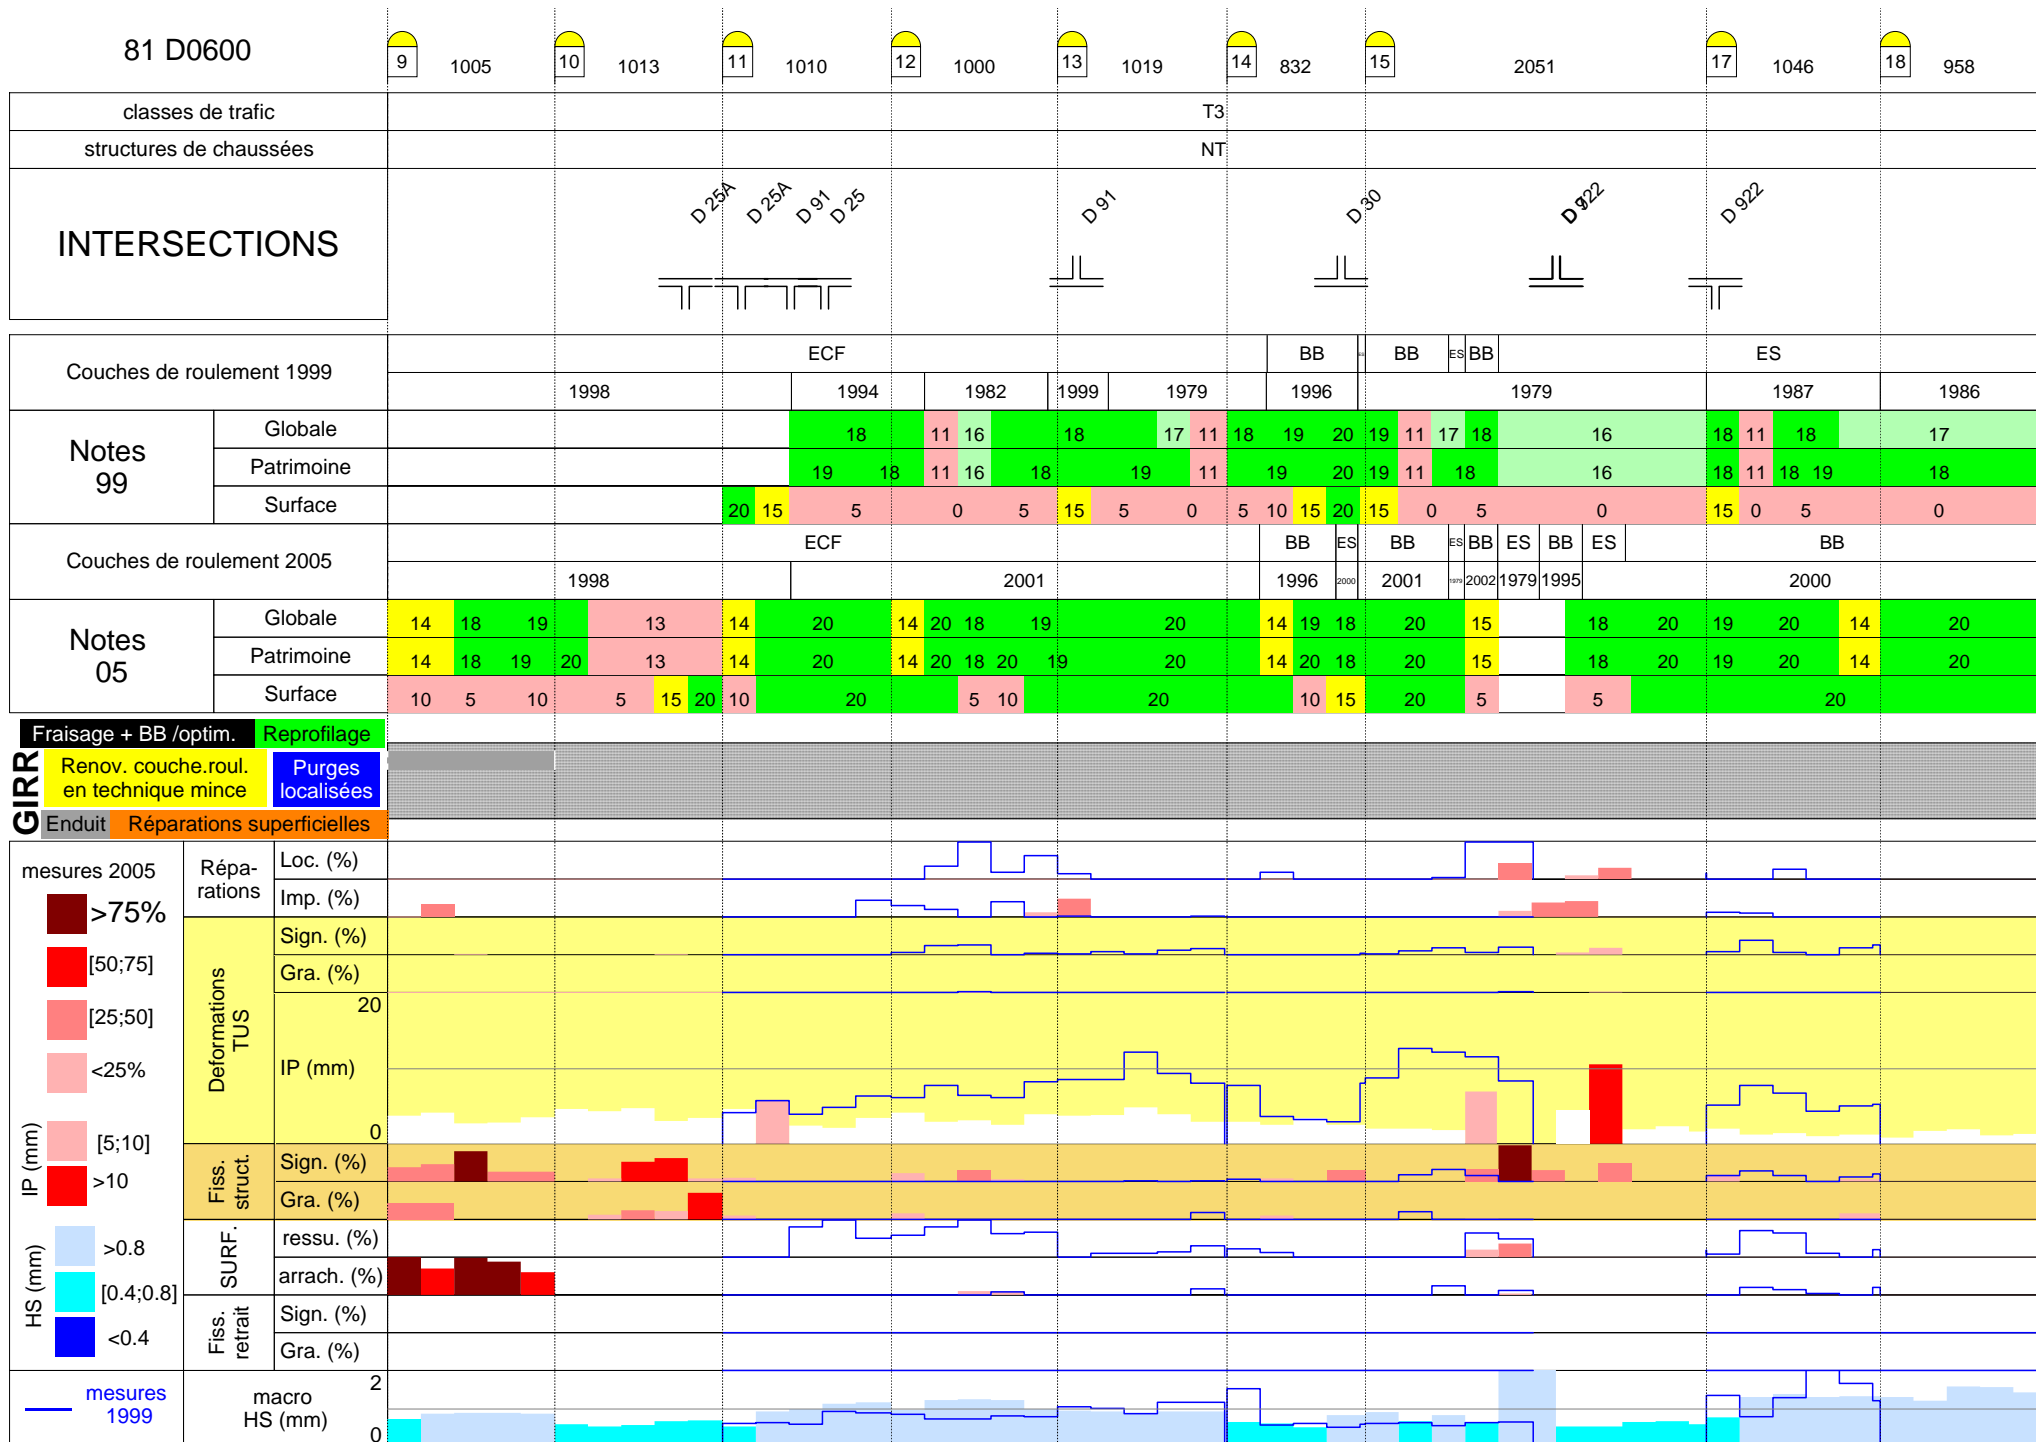 81 D0600
9 1005 10 1013 11 1010 12 1000 13 1019 14 832 15 2051 17 1046 18 958
classes de trafic T3
structures de chaussées NT
INTERSECTIONS
D 25A D 25A D 91 D 25 D 91 D 30 D 922 D 922
Couches de roulement 1999
ECF BB BB ES BB ES
1998 1994 1982 1999 1979 1996 1979 1987 1986
Notes 99
Globale 18 11 16 18 17 11 18 19 20 19 11 17 18 16 18 11 18 17
Patrimoine 19 18 11 16 18 19 11 19 20 19 11 18 16 18 11 18 19 18
Surface 20 15 5 0 5 15 5 0 5 10 15 20 15 0 5 0 15 0 5 0
Couches de roulement 2005
ECF BB ES BB ES BB ES BB ES BB
1998 2001 1996 2000 2001 1979 2002 1979 1995 2000
Notes 05
Globale 14 18 19 13 14 20 14 20 18 19 20 14 19 18 20 15 18 20 19 20 14 20
Patrimoine 14 18 19 20 13 14 20 14 20 18 20 19 20 14 20 18 20 15 18 20 19 20 14 20
Surface 10 5 10 5 15 20 10 20 5 10 20 10 15 20 5 5 20
GIRR
Fraisage + BB /optim. Reprofilage
Renov. couche.roul. en technique mince
Purges localisées
Enduit Réparations superficielles
mesures 2005
>75%
[50;75]
[25;50]
<25%
IP (mm)
[5;10]
>10
HS (mm)
>0.8
[0.4;0.8]
<0.4
mesures 1999
Répa-
rations
Loc. (%)
Imp. (%)
Deformations TUS
Sign. (%)
Gra. (%)
20
IP (mm)
0
Fiss. struct.
Sign. (%)
Gra. (%)
SURF.
ressu. (%)
arrach. (%)
Fiss. retrait
Sign. (%)
Gra. (%)
macro HS (mm)
2
0